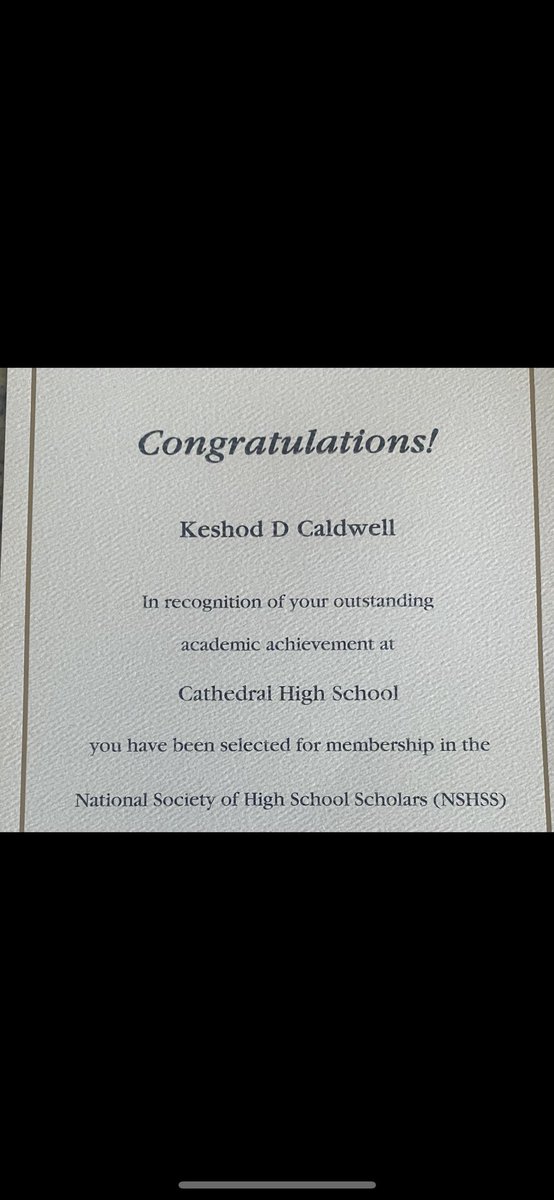 Congratulations!
Keshod D Caldwell
In recognition of your outstanding
academic achievement at
Cathedral High School
you have been selected for membership in the
National Society of High School Scholars (NSHSS)